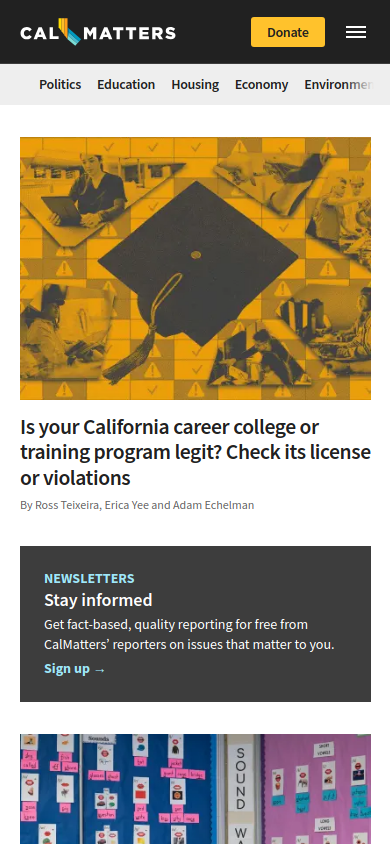 CAL MATTERS
Donate
Politics Education Housing Economy
Is your California career college or
training program legit? Check its license
or violations
By Ross Teixeira, Erica Yee and Adam Echelman
NEWSLETTERS
Stay informed
Get fact-based, quality reporting for free from
CalMatters’ reporters on issues that matter to you.
Sign up →
Sounds
SOUND
WA